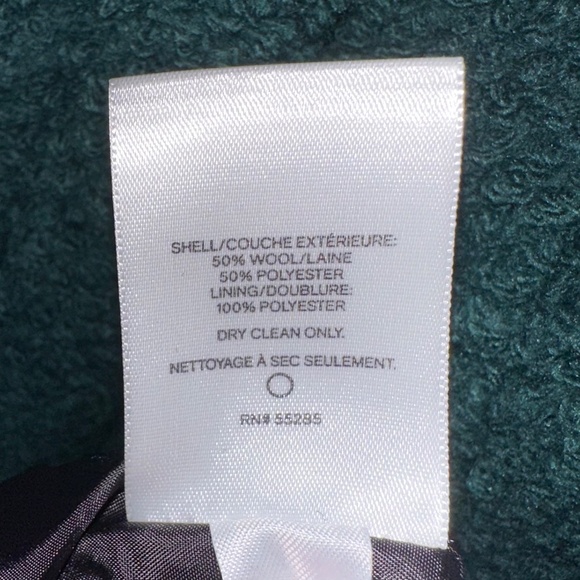 SHELL/COUCHE EXTÉRIEURE:
50% WOOL/LAINE
50% POLYESTER
LINING/DOUBLURE:
100% POLYESTER
DRY CLEAN ONLY.
NETTOYAGE À SEC SEULEMENT.
RN# 55285